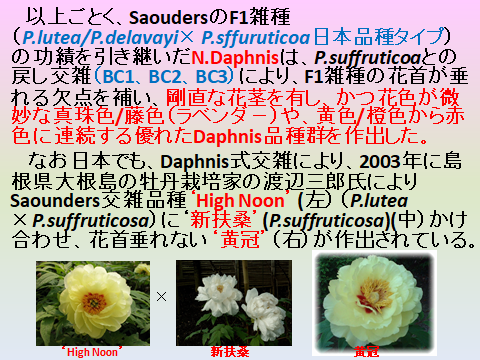 以上ごとく、SaoudersのF1雑種
（P.lutea/P.delavayi× P.sffuruticoa日本品種タイプ）
の功績を引き継いだN.Daphnisは、P.suffruticoaとの
戻し交雑（BC1、BC2、BC3）により、F1雑種の花首が垂
れる欠点を補い、剛直な花茎を有し、かつ花色が微
妙な真珠色/藤色（ラベンダー）や、黄色/橙色から赤
色に連続する優れたDaphnis品種群を作出した。
なお日本でも、Daphnis式交雑により、2003年に島
根県大根島の牡丹栽培家の渡辺三郎氏により
Saounders交雑品種‘High Noon’(左) （P.lutea
×P.suffruticosa）に‘新扶桑’(P.suffruticosa)(中）かけ
合わせ、花首垂れない‘黄冠’（右）が作出されている。
×
‘High Noon’
新扶桑
黄冠